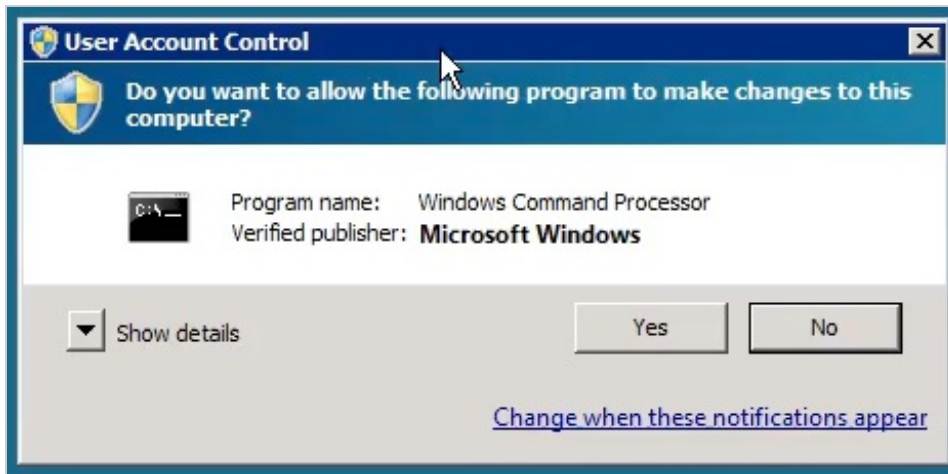 User Account Control
Do you want to allow the following program to make changes to this
computer?
C:\_
Program name: Windows Command Processor
Verified publisher: Microsoft Windows
Show details
Yes
No
Change when these notifications appear